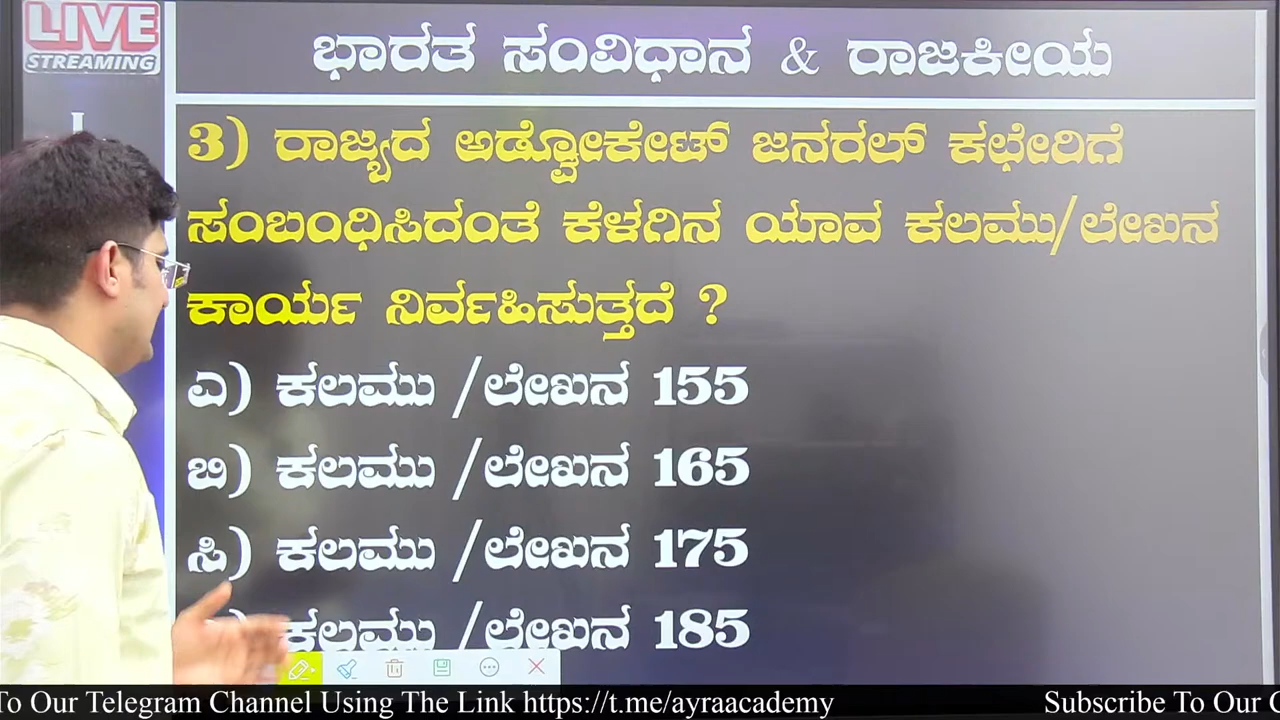 LIVE
STREAMING
ಭಾರತ ಸಂವಿಧಾನ & ರಾಜಕೀಯ
3) ರಾಜ್ಯದ ಅಡ್ವೋಕೇಟ್ ಜನರಲ್ ಕಛೇರಿಗೆ
ಸಂಬಂಧಿಸಿದಂತೆ ಕೆಳಗಿನ ಯಾವ ಕಲಮು/ಲೇಖನ
ಕಾರ್ಯ ನಿರ್ವಹಿಸುತ್ತದೆ ?
ಎ) ಕಲಮು /ಲೇಖನ 155
ಬಿ) ಕಲಮು /ಲೇಖನ 165
ಸಿ) ಕಲಮು /ಲೇಖನ 175
ಕಲಮು /ಲೇಖನ 185
To Our Telegram Channel Using The Link https://t.me/ayraacademy Subscribe To Our